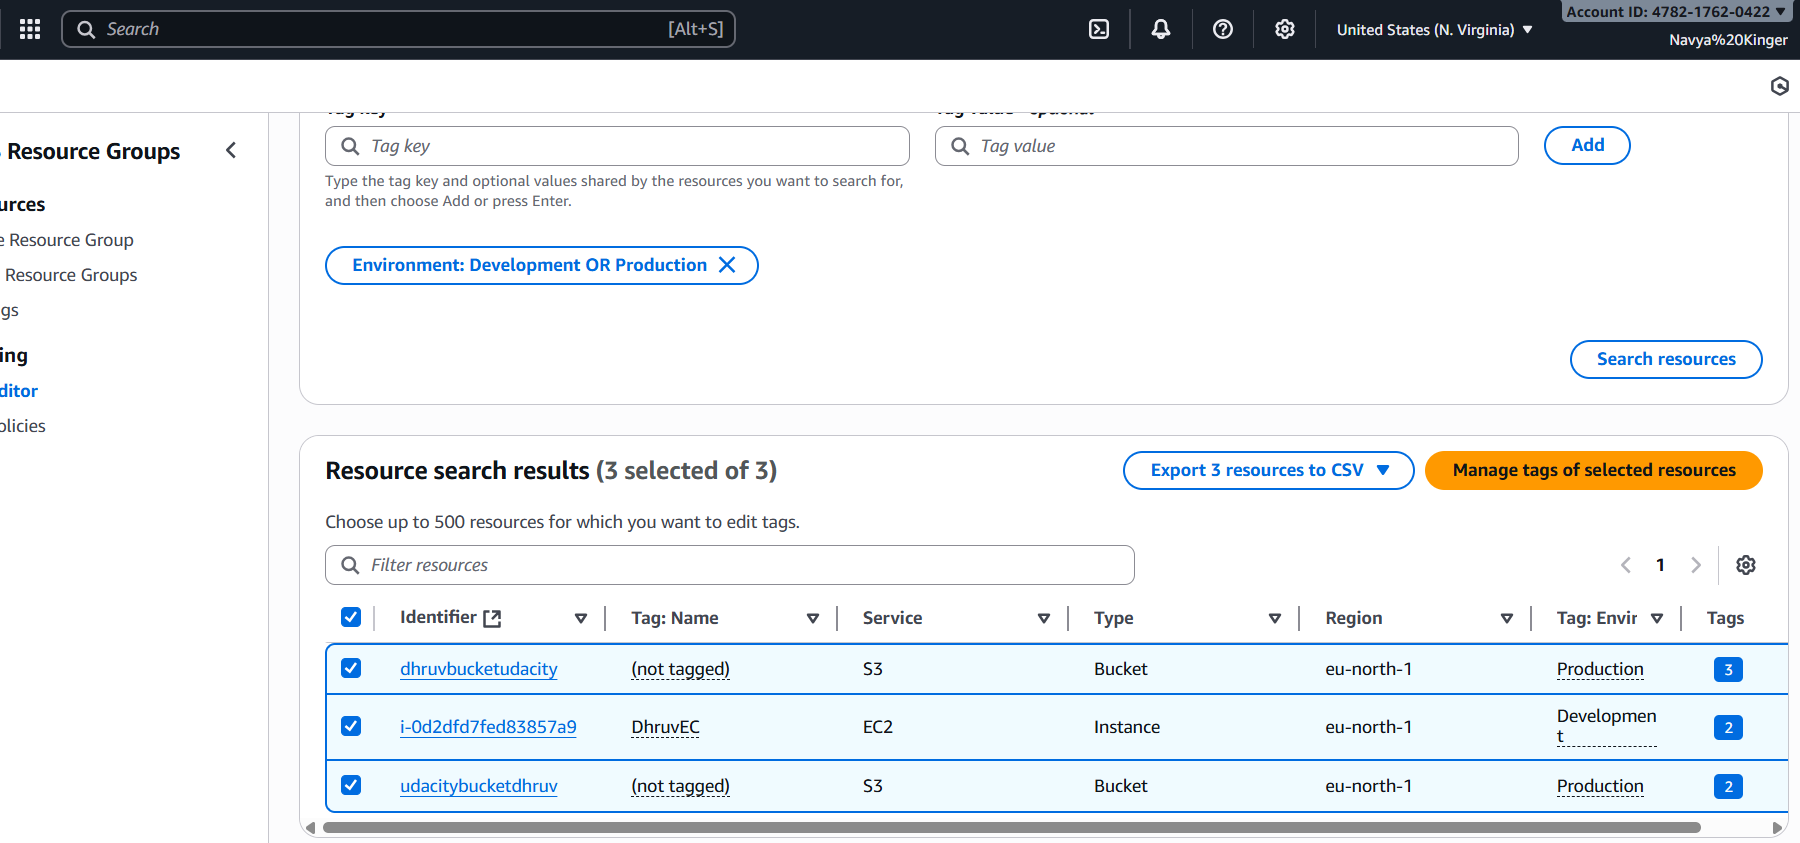 Search [Alt+S] United States (N. Virginia) Account ID: 4782-1762-0422
Navya%20Kinger
Resource Groups
urces
e Resource Group
Resource Groups
gs
ing
ditor
olicies
Tag key Tag value - optional
Tag key Tag value Add
Type the tag key and optional values shared by the resources you want to search for,
and then choose Add or press Enter.
Environment: Development OR Production
Search resources
Resource search results (3 selected of 3) Export 3 resources to CSV Manage tags of selected resources
Choose up to 500 resources for which you want to edit tags.
Filter resources 1
Identifier Tag: Name Service Type Region Tag: Envir Tags
dhruvbucketudacity (not tagged) S3 Bucket eu-north-1 Production 3
i-0d2dfd7fed83857a9 DhruvEC EC2 Instance eu-north-1 Developmen
t 2
udacitybucketdhruv (not tagged) S3 Bucket eu-north-1 Production 2